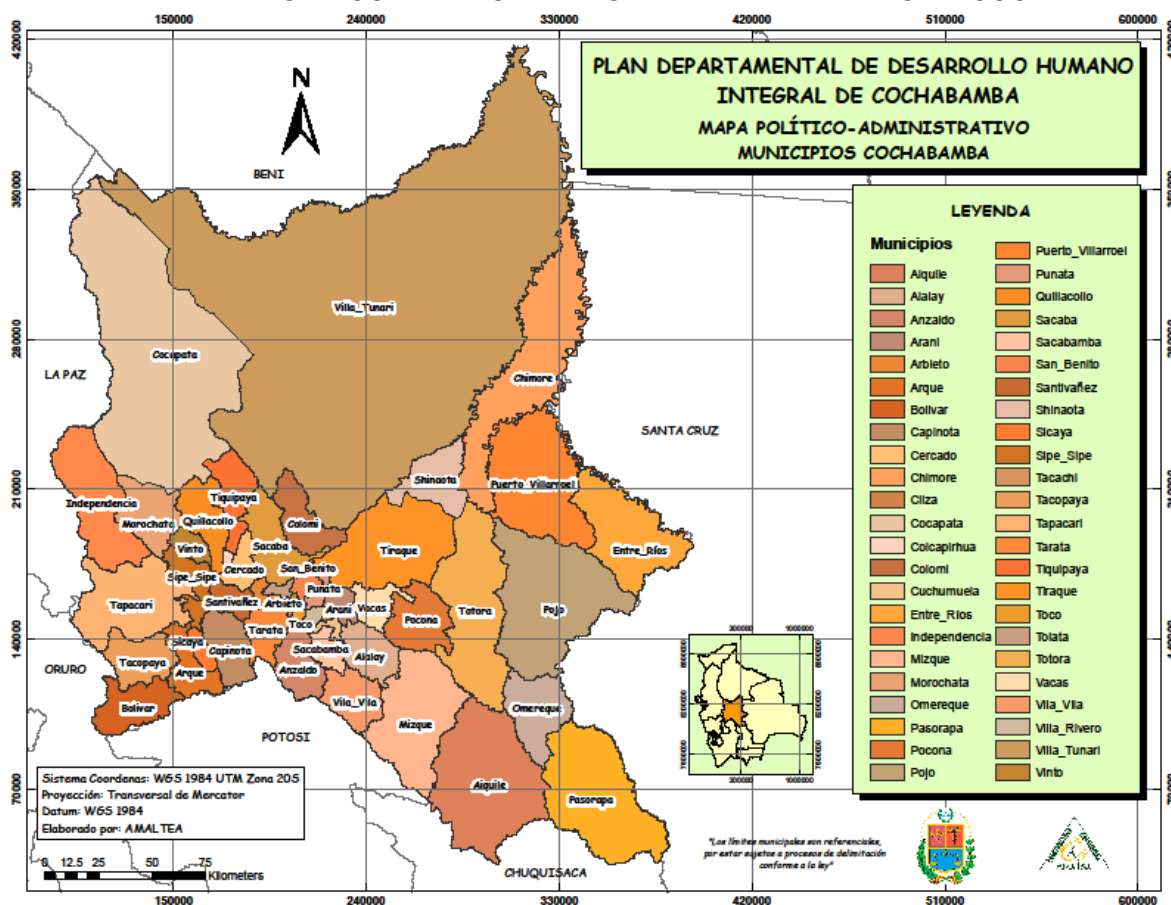 150000 240000 330000 420000 510000 600000
420000
350000
280000
210000
140000
70000
PLAN DEPARTAMENTAL DE DESARROLLO HUMANO
INTEGRAL DE COCHABAMBA
MAPA POLÍTICO-ADMINISTRATIVO
MUNICIPIOS COCHABAMBA
N
BENI
LA PAZ
SANTA CRUZ
ORURO
POTOSI
CHUQUISACA
Villa_Tunari
Cocapata
Chimore
Shinaota
Puerto_Villarroel
Independencia
Tiquipaya
Morochata
Quillacollo
Colomi
Vinto
Sacaba
Tiraque
Entre_Ríos
Sipe_Sipe
Cercado
San_Benito
Punata
Tapacari
Santivañez
Arbieto
Arani
Vacas
Pocona
Totora
Pojo
Toco
Tarata
Sicaya
Capinota
Sacabamba
Alalay
Tacopaya
Arque
Anzaldo
Bolivar
Vila_Vila
Mizque
Omereque
Aiquile
Pasorapa
LEYENDA
Municipios
Aiquile
Alalay
Anzaldo
Arani
Arbieto
Arque
Bolivar
Capinota
Cercado
Chimore
Cliza
Cocapata
Colcapirhua
Colomi
Cuchumuela
Entre_Ríos
Independencia
Mizque
Morochata
Omereque
Pasorapa
Pocona
Pojo
Puerto_Villarroel
Punata
Quillacollo
Sacaba
Sacabamba
San_Benito
Santivañez
Shinaota
Sicaya
Sipe_Sipe
Tacachi
Tacopaya
Tapacari
Tarata
Tiquipaya
Tiraque
Toco
Tolata
Totora
Vacas
Vila_Vila
Villa_Rivero
Villa_Tunari
Vinto
Sistema Coordenas: WGS 1984 UTM Zona 20S
Proyección: Transversal de Mercator
Datum: WGS 1984
Elaborado por: AMALTEA
0 12.5 25 50 75
Kilometers
"Los límites municipales son referenciales,
por estar sujetos a procesos de delimitación
conforme a la ley"
150000 240000 330000 420000 510000 600000